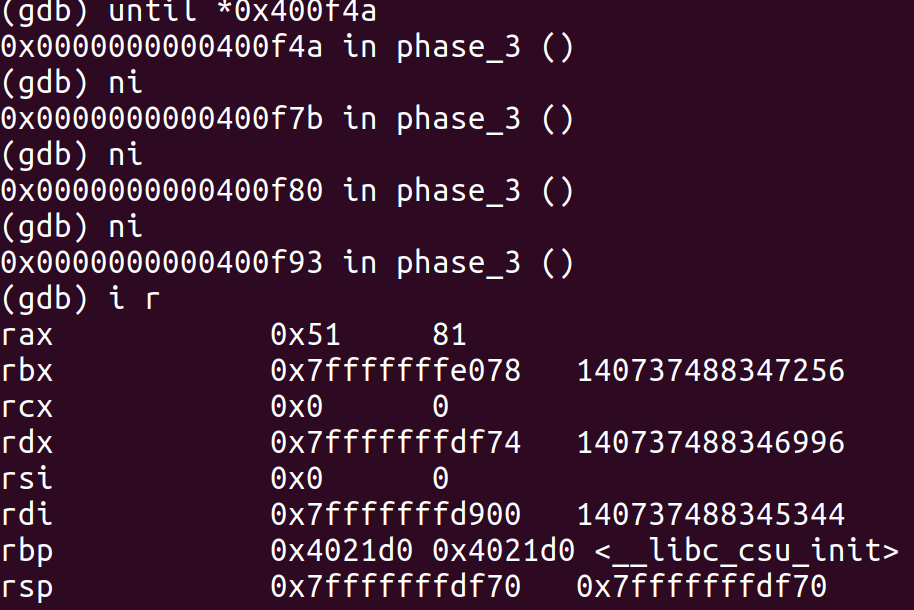 (gdb) until *0x400f4a
0x0000000000400f4a in phase_3 ()
(gdb) ni
0x0000000000400f7b in phase_3 ()
(gdb) ni
0x0000000000400f80 in phase_3 ()
(gdb) ni
0x0000000000400f93 in phase_3 ()
(gdb) i r
rax 0x51 81
rbx 0x7fffffffe078 140737488347256
rcx 0x0 0
rdx 0x7fffffffdf74 140737488346996
rsi 0x0 0
rdi 0x7fffffffd900 140737488345344
rbp 0x4021d0 0x4021d0 <__libc_csu_init>
rsp 0x7fffffffdf70 0x7fffffffdf70